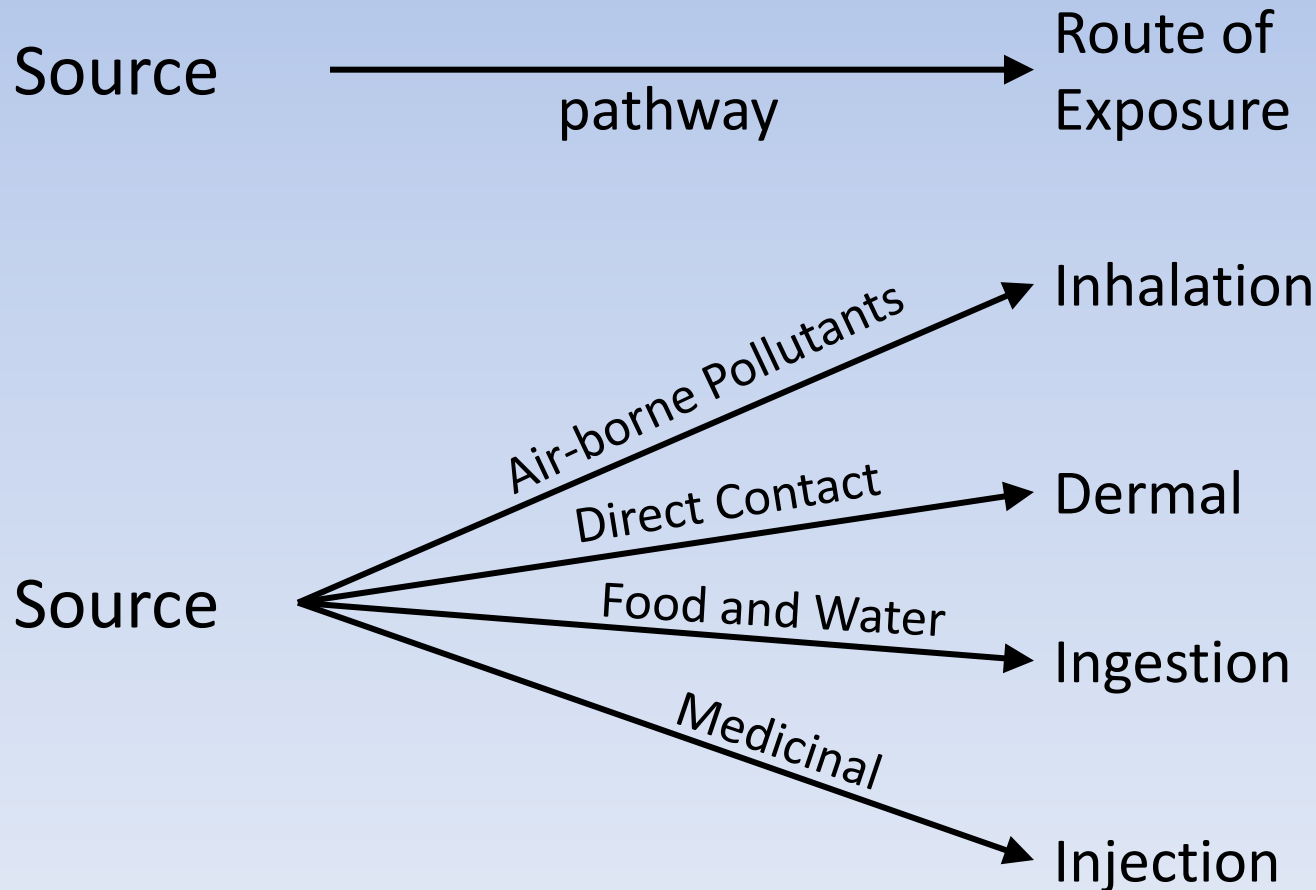 Source
pathway
Route of
Exposure
Air-borne Pollutants
Inhalation
Direct Contact
Dermal
Source
Food and Water
Ingestion
Medicinal
Injection